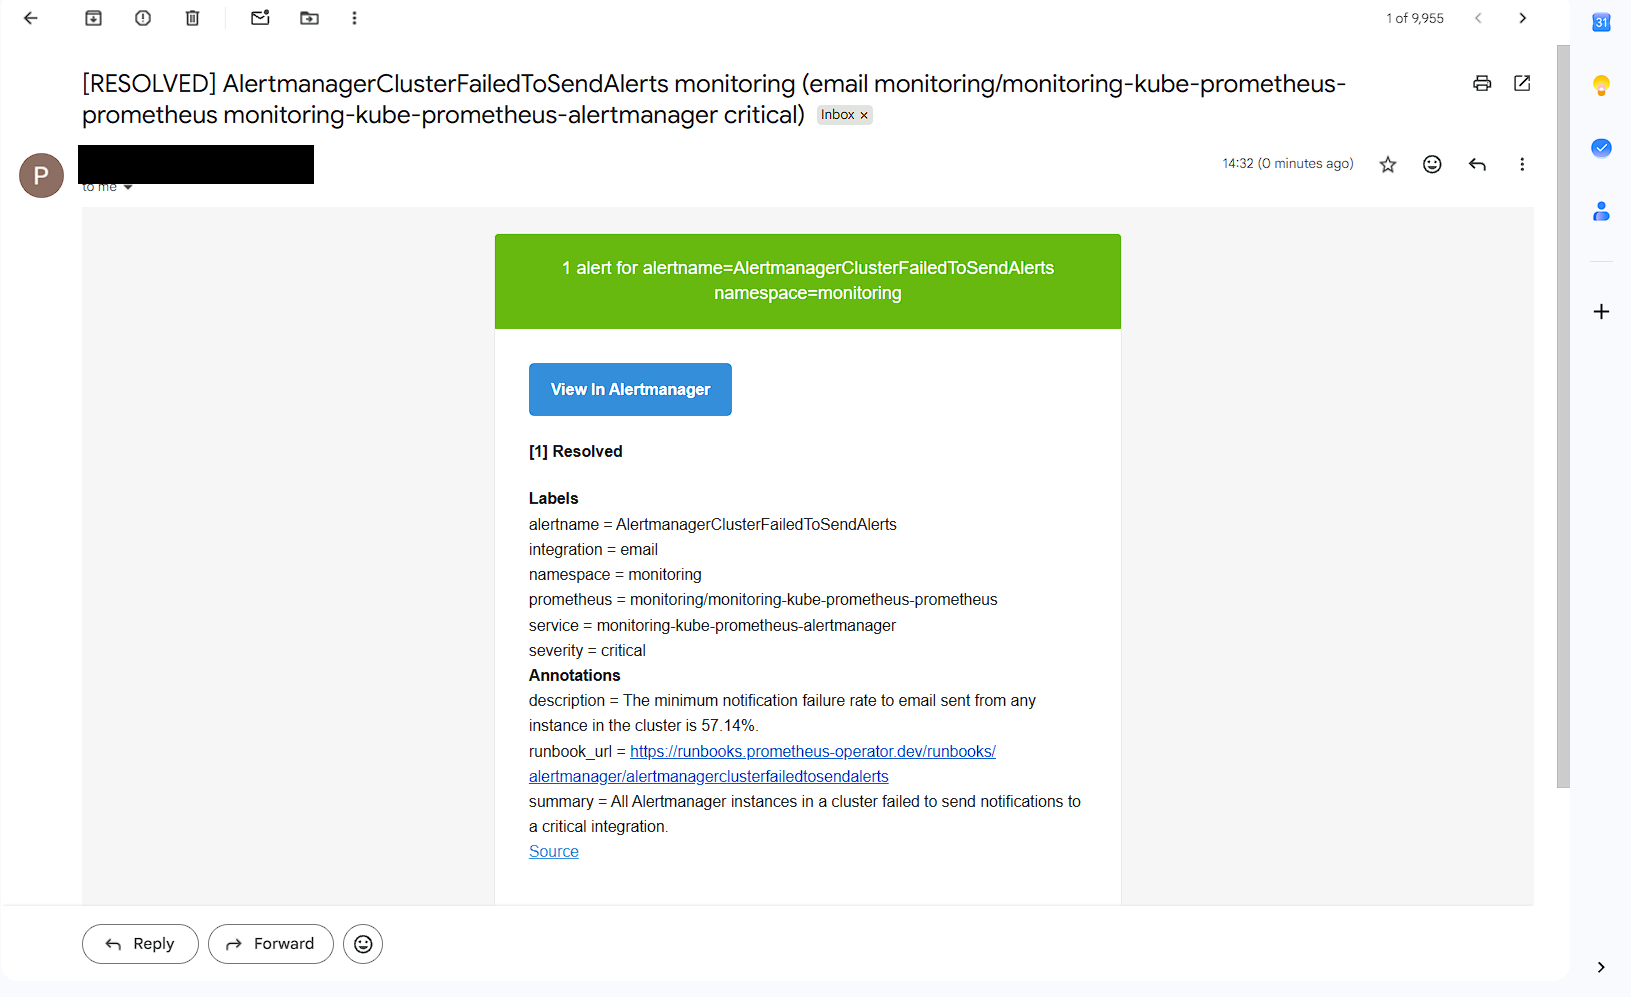 1 of 9,955
31
[RESOLVED] AlertmanagerClusterFailedToSendAlerts monitoring (email monitoring/monitoring-kube-prometheus-
prometheus monitoring-kube-prometheus-alertmanager critical) Inbox ×
P
14:32 (0 minutes ago)
to me
1 alert for alertname=AlertmanagerClusterFailedToSendAlerts
namespace=monitoring
View In Alertmanager
[1] Resolved
Labels
alertname = AlertmanagerClusterFailedToSendAlerts
integration = email
namespace = monitoring
prometheus = monitoring/monitoring-kube-prometheus-prometheus
service = monitoring-kube-prometheus-alertmanager
severity = critical
Annotations
description = The minimum notification failure rate to email sent from any
instance in the cluster is 57.14%.
runbook_url = https://runbooks.prometheus-operator.dev/runbooks/
alertmanager/alertmanagerclusterfailedtosendalerts
summary = All Alertmanager instances in a cluster failed to send notifications to
a critical integration.
Source
Reply
Forward